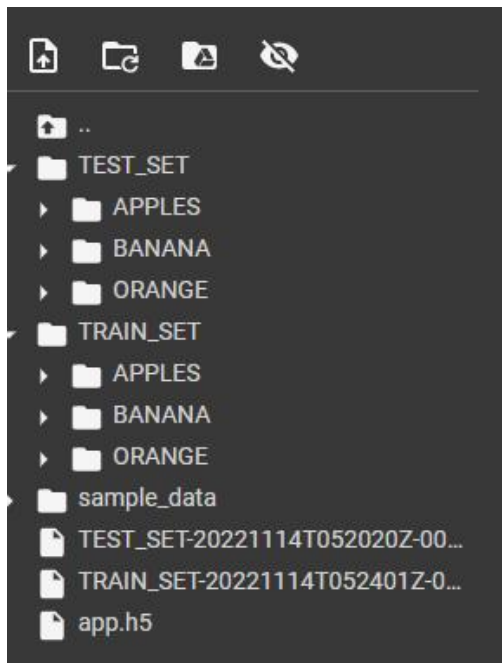 ..
TEST_SET
APPLES
BANANA
ORANGE
TRAIN_SET
APPLES
BANANA
ORANGE
sample_data
TEST_SET-20221114T052020Z-00...
TRAIN_SET-20221114T052401Z-0...
app.h5